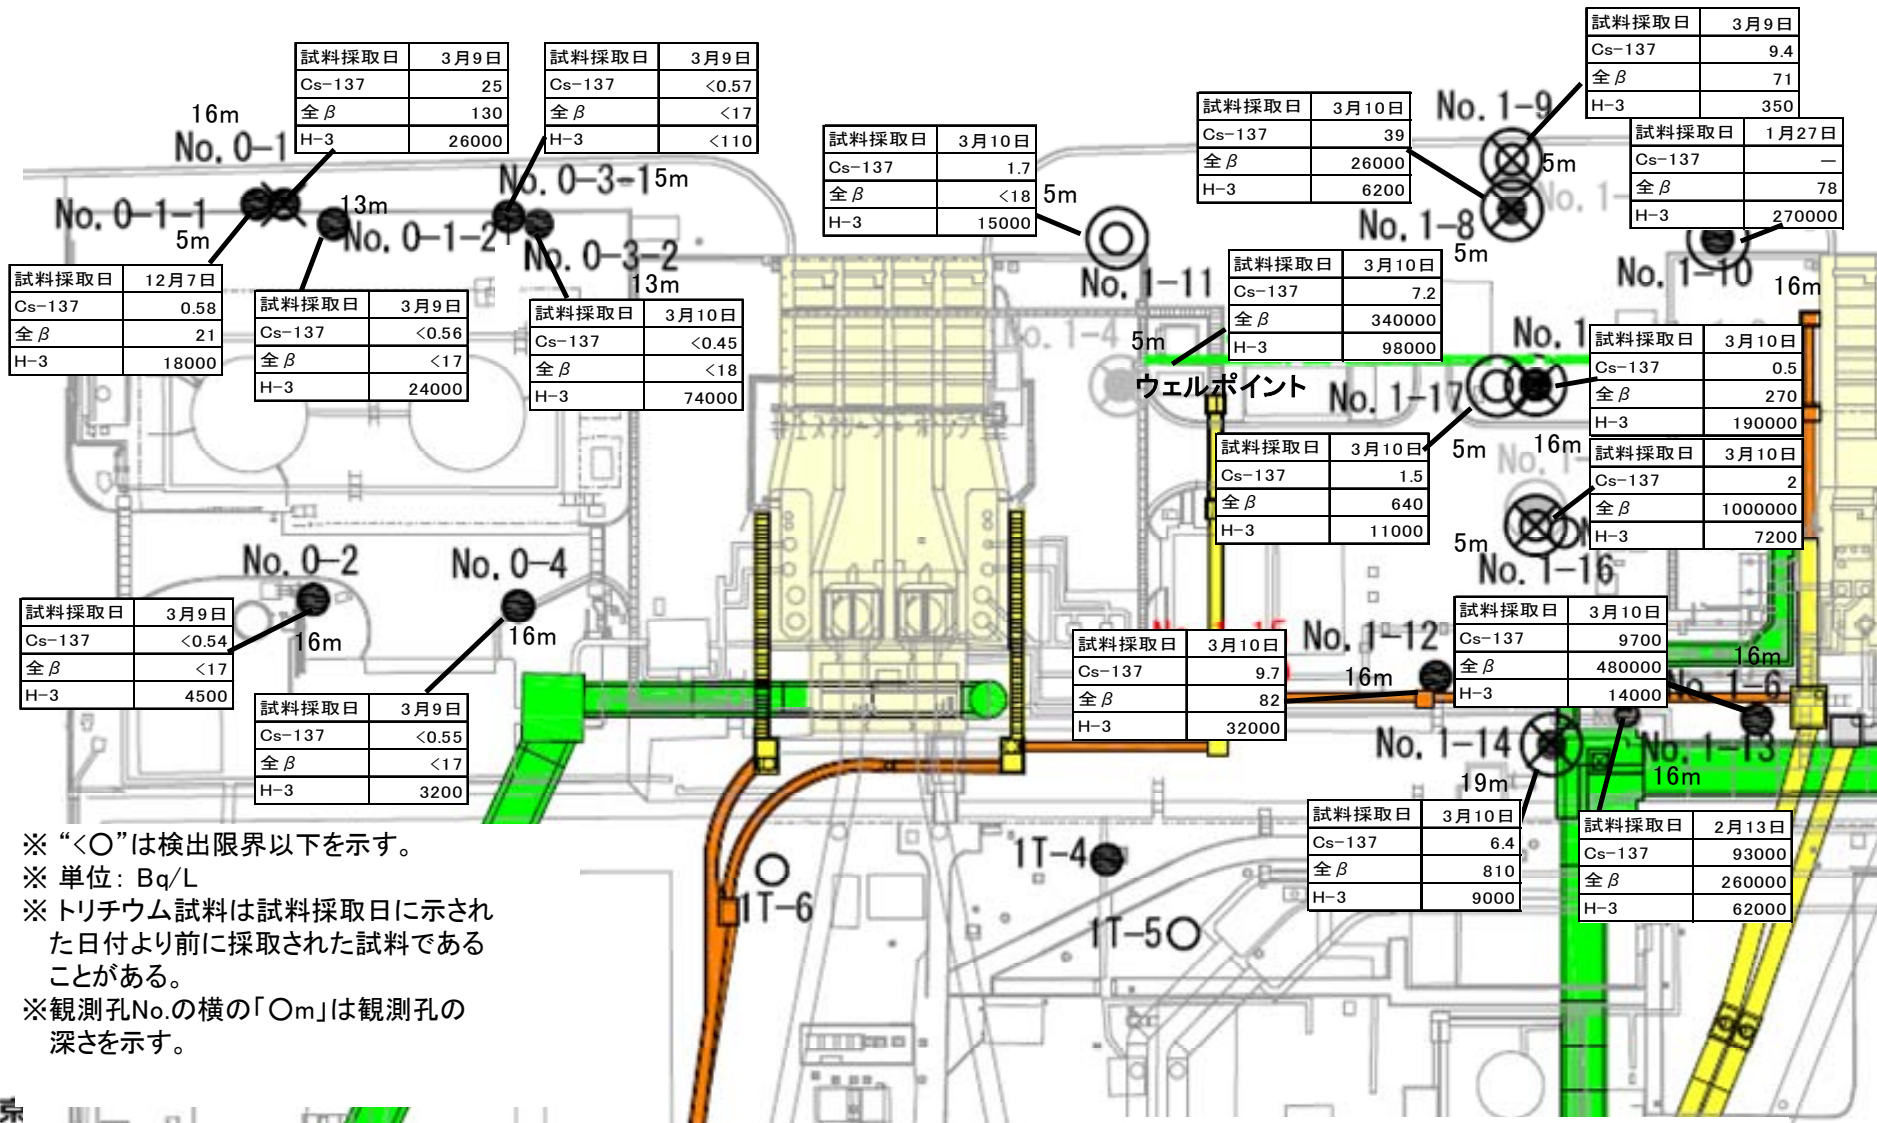 試料採取日 3月9日
Cs-137 9.4
全β 71
H-3 350
試料採取日 3月9日
Cs-137 25
全β 130
H-3 26000
試料採取日 3月9日
Cs-137 <0.57
全β <17
H-3 <110
試料採取日 3月10日
Cs-137 39
全β 26000
H-3 6200
No. 1-9
5m
試料採取日 1月27日
Cs-137 —
全β 78
H-3 270000
16m
No. 0-1
試料採取日 3月10日
Cs-137 1.7
全β <18
H-3 15000
5m
No. 0-3-1
5m
No. 1-
No. 0-1-1
5m
13m
No. 0-1-2
No. 1-8
5m
No. 0-3-2
13m
No. 1-11
No. 1-10
16m
試料採取日 12月7日
Cs-137 0.58
全β 21
H-3 18000
試料採取日 3月9日
Cs-137 <0.56
全β <17
H-3 24000
試料採取日 3月10日
Cs-137 <0.45
全β <18
H-3 74000
試料採取日 3月10日
Cs-137 7.2
全β 340000
H-3 98000
No. 1-4
5m
ウェルポイント
No. 1
No. 1-17
試料採取日 3月10日
Cs-137 0.5
全β 270
H-3 190000
試料採取日 3月10日
Cs-137 1.5
全β 640
H-3 11000
5m
16m
No. 1-
試料採取日 3月10日
Cs-137 2
全β 1000000
H-3 7200
5m
No. 1-16
No. 0-2
16m
No. 0-4
16m
試料採取日 3月9日
Cs-137 <0.54
全β <17
H-3 4500
試料採取日 3月9日
Cs-137 <0.55
全β <17
H-3 3200
試料採取日 3月10日
Cs-137 9.7
全β 82
H-3 32000
No. 1-12
16m
試料採取日 3月10日
Cs-137 9700
全β 480000
H-3 14000
16m
No. 1-6
No. 1-14
19m
No. 1-13
16m
試料採取日 3月10日
Cs-137 6.4
全β 810
H-3 9000
試料採取日 2月13日
Cs-137 93000
全β 260000
H-3 62000
1T-4
1T-6
1T-5
※ “<〇”は検出限界以下を示す。
※ 単位: Bq/L
※ トリチウム試料は試料採取日に示され
た日付より前に採取された試料である
ことがある。
※観測孔No.の横の「〇m」は観測孔の
深さを示す。